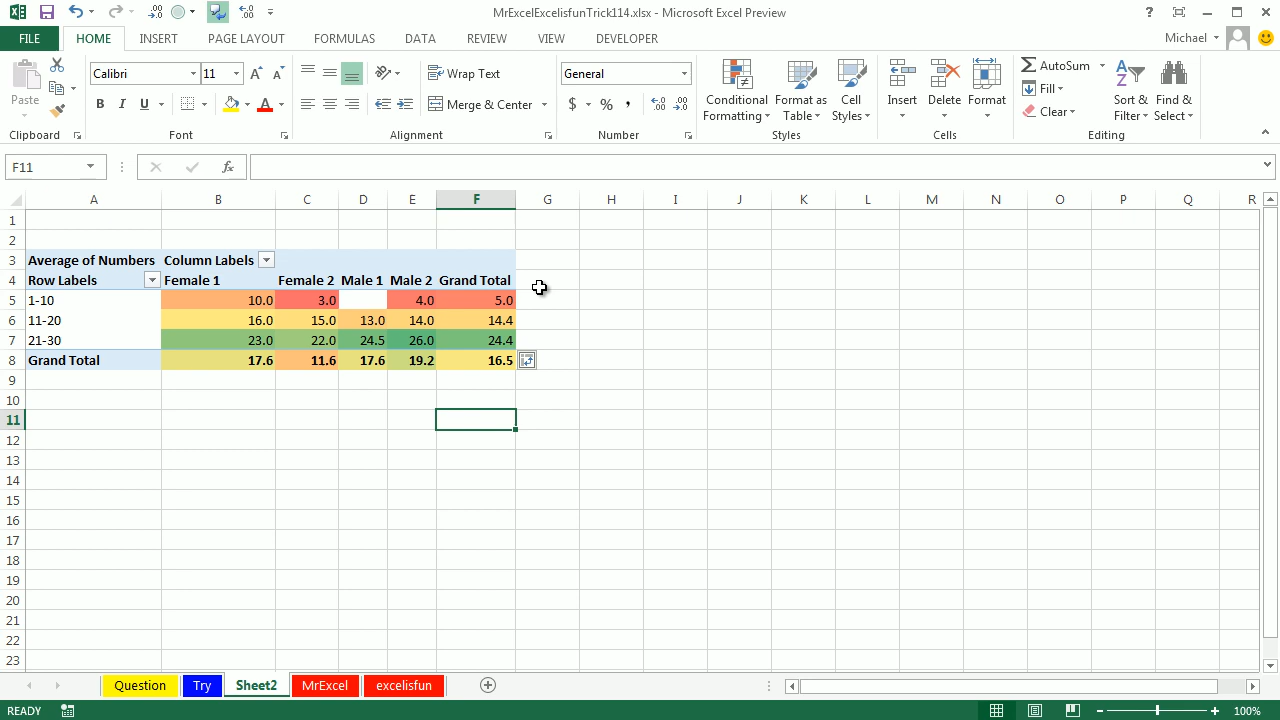 MrExcelExcelisfunTrick114.xlsx - Microsoft Excel Preview
FILE HOME INSERT PAGE LAYOUT FORMULAS DATA REVIEW VIEW DEVELOPER Michael
Paste
Calibri 11
B I U
Wrap Text
Merge & Center
General
$ % ,
Conditional Formatting
Format as Table
Cell Styles
Insert
Delete
Format
AutoSum
Fill
Clear
Sort & Filter
Find & Select
Clipboard Font Alignment Number Styles Cells Editing
F11 fx
A B C D E F G H I J K L M N O P Q R
1
2
3 Average of Numbers Column Labels
4 Row Labels Female 1 Female 2 Male 1 Male 2 Grand Total
5 1-10 10.0 3.0 4.0 5.0
6 11-20 16.0 15.0 13.0 14.0 14.4
7 21-30 23.0 22.0 24.5 26.0 24.4
8 Grand Total 17.6 11.6 17.6 19.2 16.5
9
10
11
12
13
14
15
16
17
18
19
20
21
22
23
Question Try Sheet2 MrExcel excelisfun
READY 100%